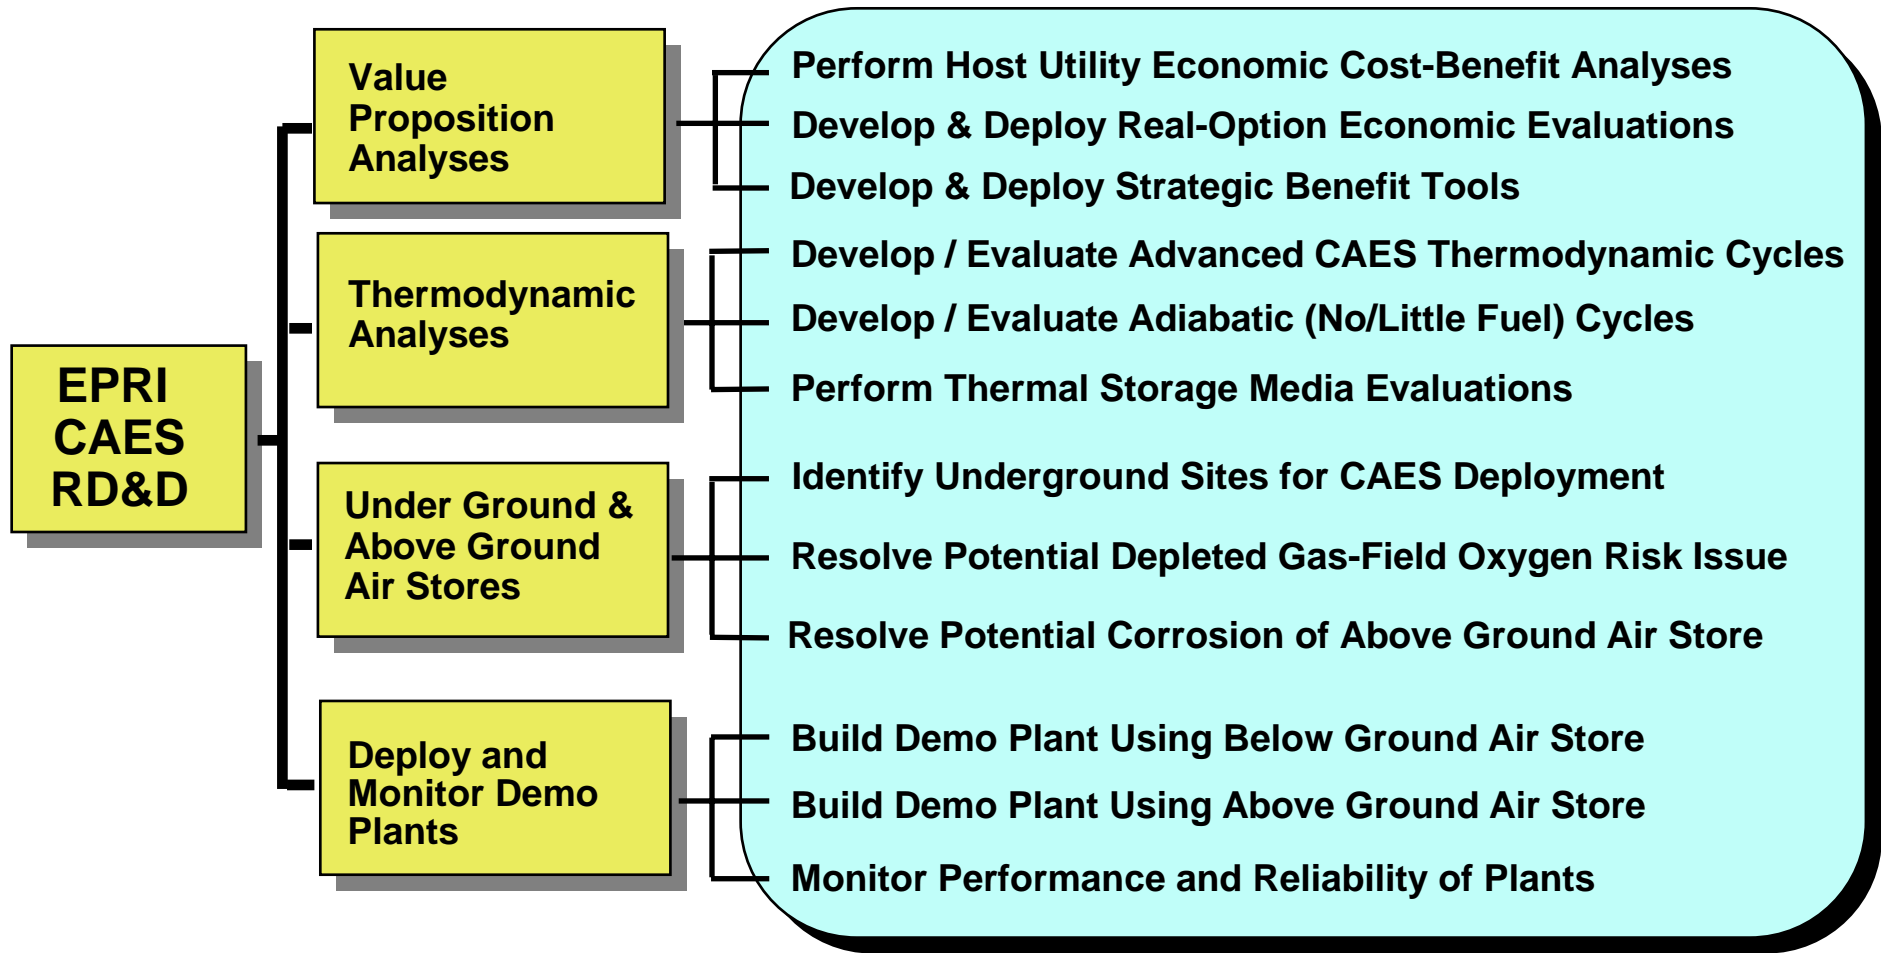 EPRI
CAES
RD&D
Value
Proposition
Analyses
Perform Host Utility Economic Cost-Benefit Analyses
Develop & Deploy Real-Option Economic Evaluations
Develop & Deploy Strategic Benefit Tools
Thermodynamic
Analyses
Develop / Evaluate Advanced CAES Thermodynamic Cycles
Develop / Evaluate Adiabatic (No/Little Fuel) Cycles
Perform Thermal Storage Media Evaluations
Under Ground &
Above Ground
Air Stores
Identify Underground Sites for CAES Deployment
Resolve Potential Depleted Gas-Field Oxygen Risk Issue
Resolve Potential Corrosion of Above Ground Air Store
Deploy and
Monitor Demo
Plants
Build Demo Plant Using Below Ground Air Store
Build Demo Plant Using Above Ground Air Store
Monitor Performance and Reliability of Plants